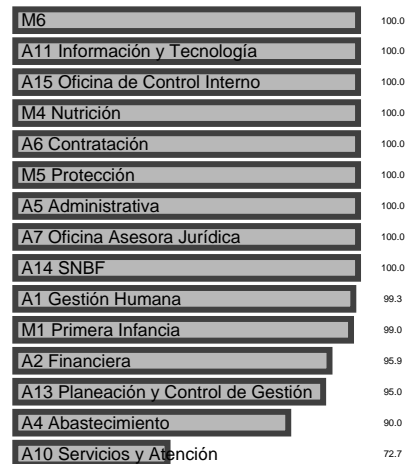 M6 100.0
A11 Información y Tecnología 100.0
A15 Oficina de Control Interno 100.0
M4 Nutrición 100.0
A6 Contratación 100.0
M5 Protección 100.0
A5 Administrativa 100.0
A7 Oficina Asesora Jurídica 100.0
A14 SNBF 100.0
A1 Gestión Humana 99.3
M1 Primera Infancia 99.0
A2 Financiera 95.9
A13 Planeación y Control de Gestión 95.0
A4 Abastecimiento 90.0
A10 Servicios y Atención 72.7